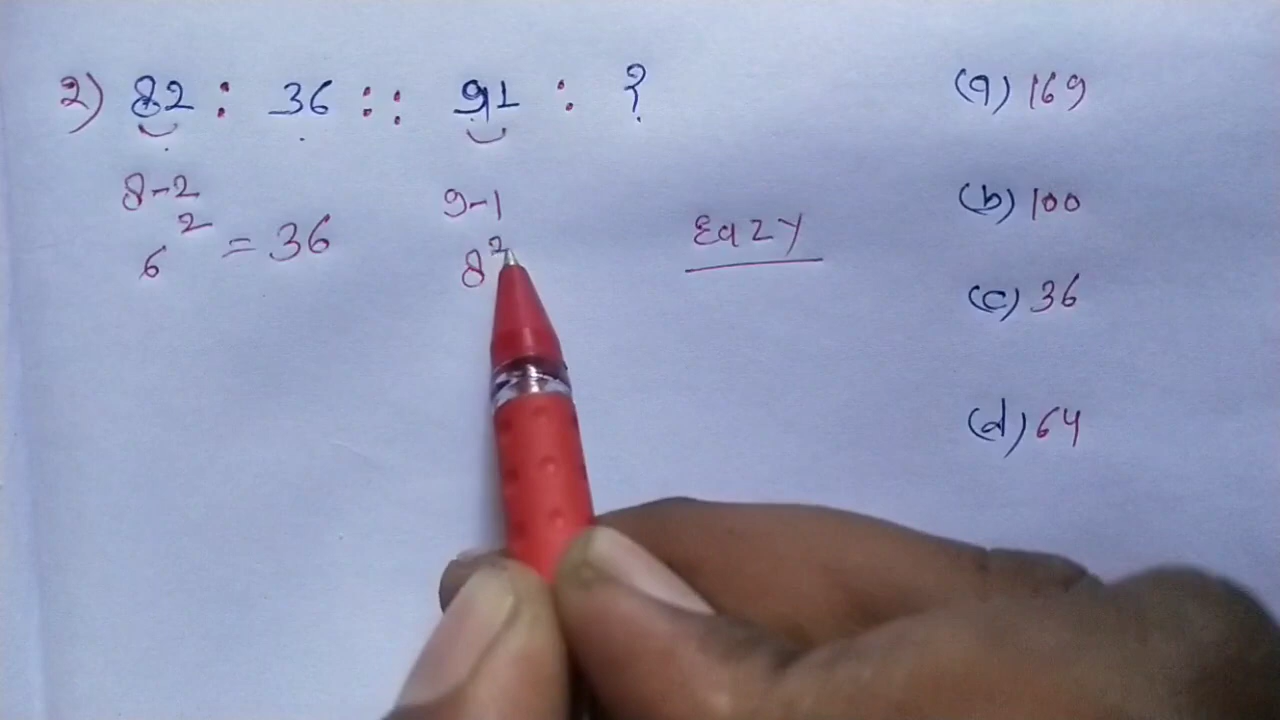 2) 82 : 36 :: 91 : ?
8-2
6² = 36
9-1
8²
Eazy
(a) 169
(b) 100
(c) 36
(d) 64